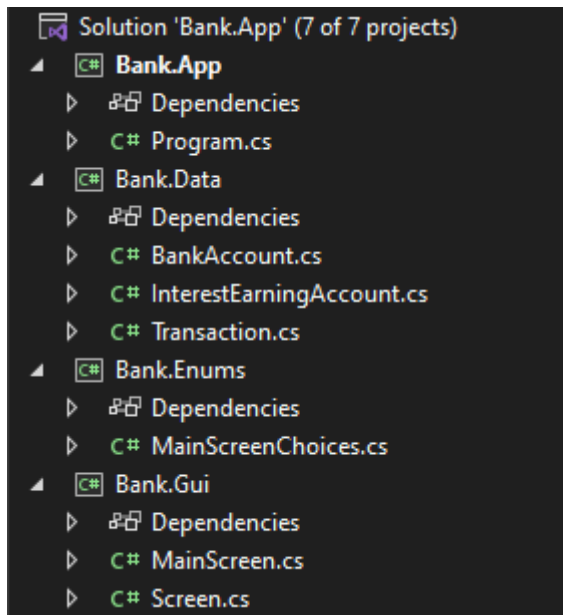 Solution 'Bank.App' (7 of 7 projects)
C# Bank.App
Dependencies
C# Program.cs
C# Bank.Data
Dependencies
C# BankAccount.cs
C# InterestEarningAccount.cs
C# Transaction.cs
C# Bank.Enums
Dependencies
C# MainScreenChoices.cs
C# Bank.Gui
Dependencies
C# MainScreen.cs
C# Screen.cs